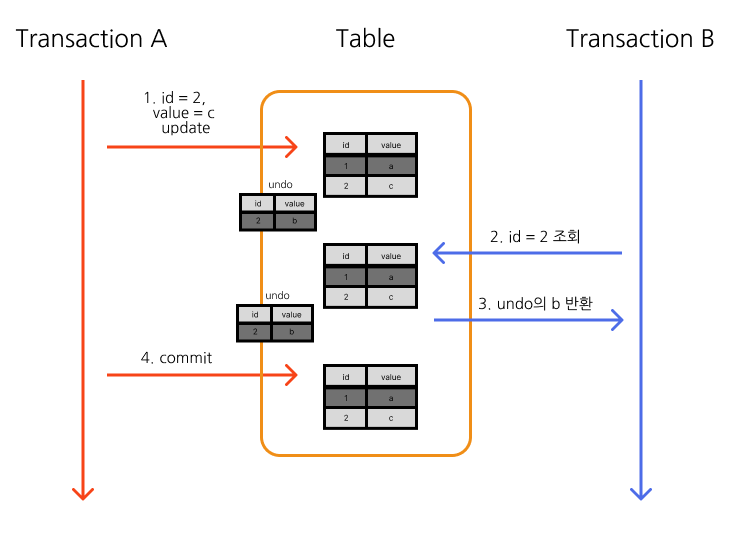 Transaction A
Table
Transaction B
1. id = 2,
value = c
update
id value
1 a
2 c
undo
id value
2 b
2. id = 2 조회
id value
1 a
2 c
3. undo의 b 반환
undo
id value
2 b
4. commit
id value
1 a
2 c